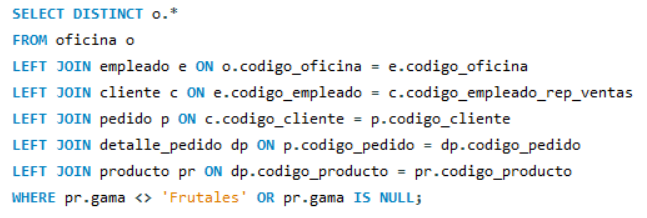 SELECT DISTINCT o.*
FROM oficina o
LEFT JOIN empleado e ON o.codigo_oficina = e.codigo_oficina
LEFT JOIN cliente c ON e.codigo_empleado = c.codigo_empleado_rep_ventas
LEFT JOIN pedido p ON c.codigo_cliente = p.codigo_cliente
LEFT JOIN detalle_pedido dp ON p.codigo_pedido = dp.codigo_pedido
LEFT JOIN producto pr ON dp.codigo_producto = pr.codigo_producto
WHERE pr.gama <> 'Frutales' OR pr.gama IS NULL;